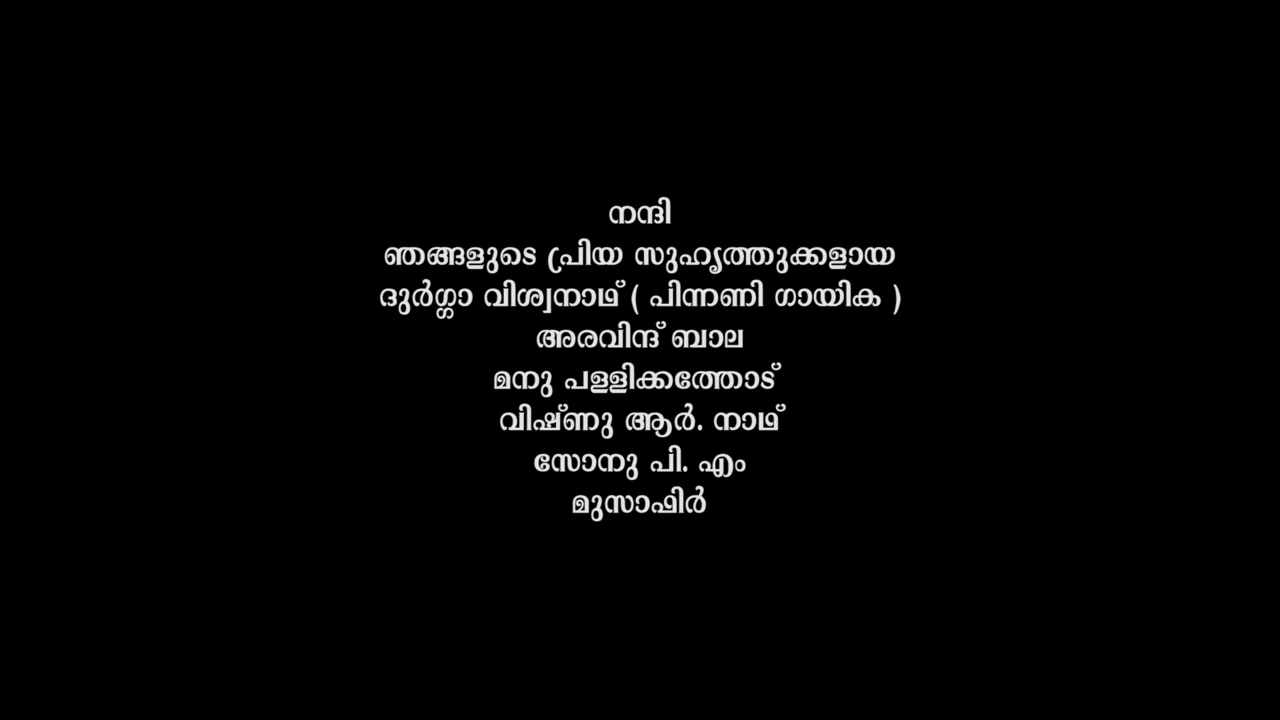 നന്ദി
ഞങ്ങളുടെ പ്രിയ സുഹൃത്തുക്കളായ
ദുർഗ്ഗാ വിശ്വനാഥ് ( പിന്നണി ഗായിക )
അരവിന്ദ് ബാല
മനു പള്ളിക്കത്തോട്
വിഷ്ണു ആർ. നാഥ്
സോനു പി. എം
മുസാഫിർ